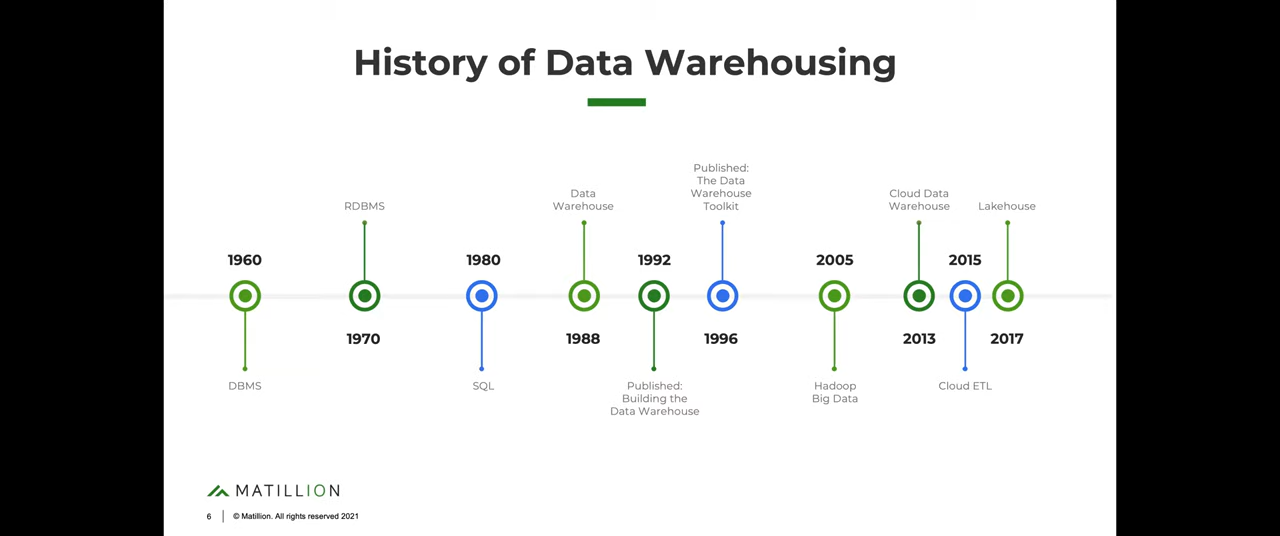 History of Data Warehousing
Published:
The Data
Warehouse
Toolkit
RDBMS
Data
Warehouse
Cloud Data
Warehouse
Lakehouse
1960
1980
1992
2005
2015
1970
1988
1996
2013
2017
DBMS
SQL
Published:
Building the
Data Warehouse
Hadoop
Big Data
Cloud ETL
MATILLION
6
© Matillion. All rights reserved 2021